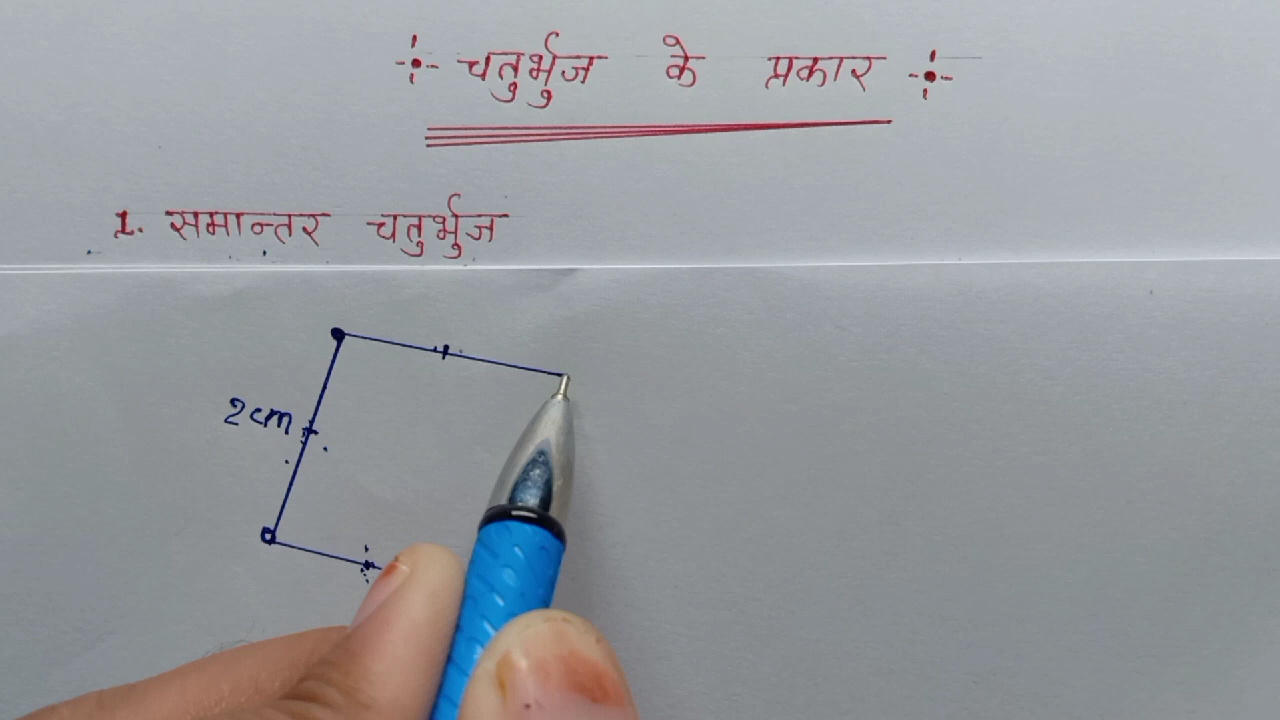 चतुर्भुज के प्रकार
1. समान्तर चतुर्भुज
2cm